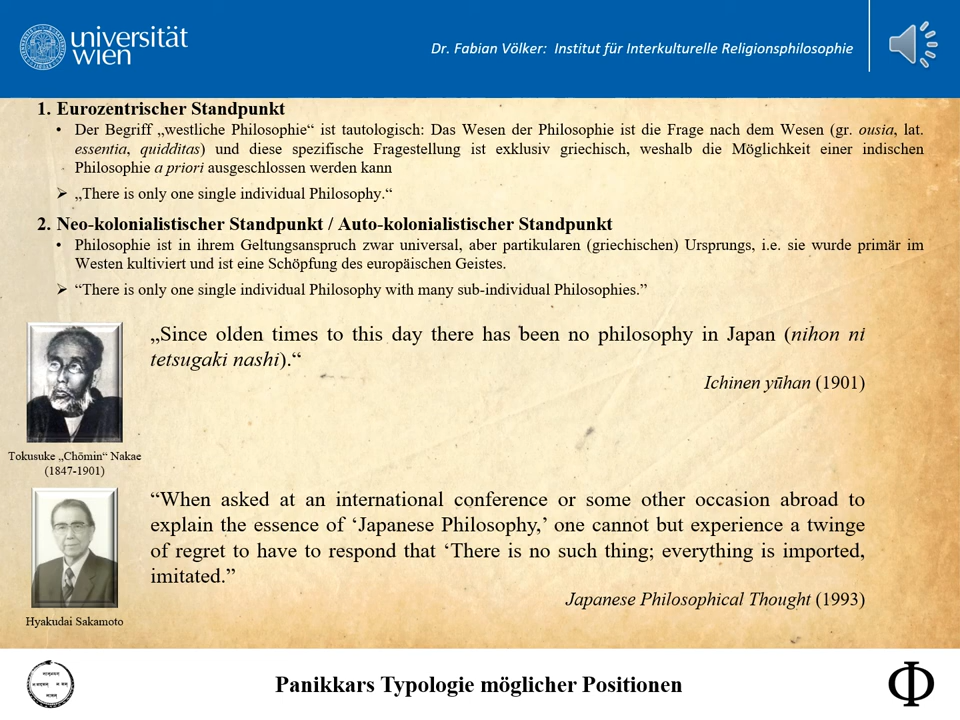 universität
wien
Dr. Fabian Völker: Institut für Interkulturelle Religionsphilosophie
1. Eurozentrischer Standpunkt
• Der Begriff „westliche Philosophie“ ist tautologisch: Das Wesen der Philosophie ist die Frage nach dem Wesen (gr. ousia, lat.
essentia, quidditas) und diese spezifische Fragestellung ist exklusiv griechisch, weshalb die Möglichkeit einer indischen
Philosophie a priori ausgeschlossen werden kann
➢ „There is only one single individual Philosophy.“
2. Neo-kolonialistischer Standpunkt / Auto-kolonialistischer Standpunkt
• Philosophie ist in ihrem Geltungsanspruch zwar universal, aber partikularen (griechischen) Ursprungs, i.e. sie wurde primär im
Westen kultiviert und ist eine Schöpfung des europäischen Geistes.
➢ “There is only one single individual Philosophy with many sub-individual Philosophies.”
„Since olden times to this day there has been no philosophy in Japan (nihon ni
tetsugaki nashi).“
Ichinen yūhan (1901)
Tokusuke „Chōmin“ Nakae
(1847-1901)
“When asked at an international conference or some other occasion abroad to
explain the essence of ‘Japanese Philosophy,’ one cannot but experience a twinge
of regret to have to respond that ‘There is no such thing; everything is imported,
imitated.”
Japanese Philosophical Thought (1993)
Hyakudai Sakamoto
Panikkars Typologie möglicher Positionen
Φ